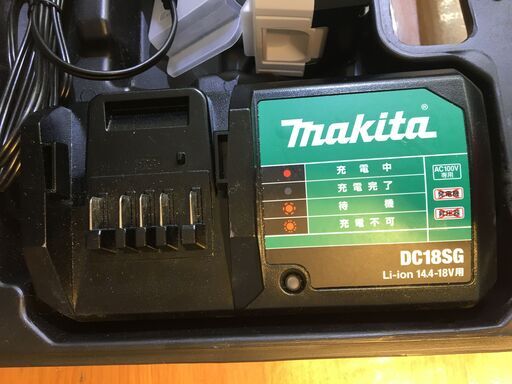 makita®
充電中
充電完了
待機
充電不可
AC100V
専用
DC18SG
Li-ion 14.4-18V用